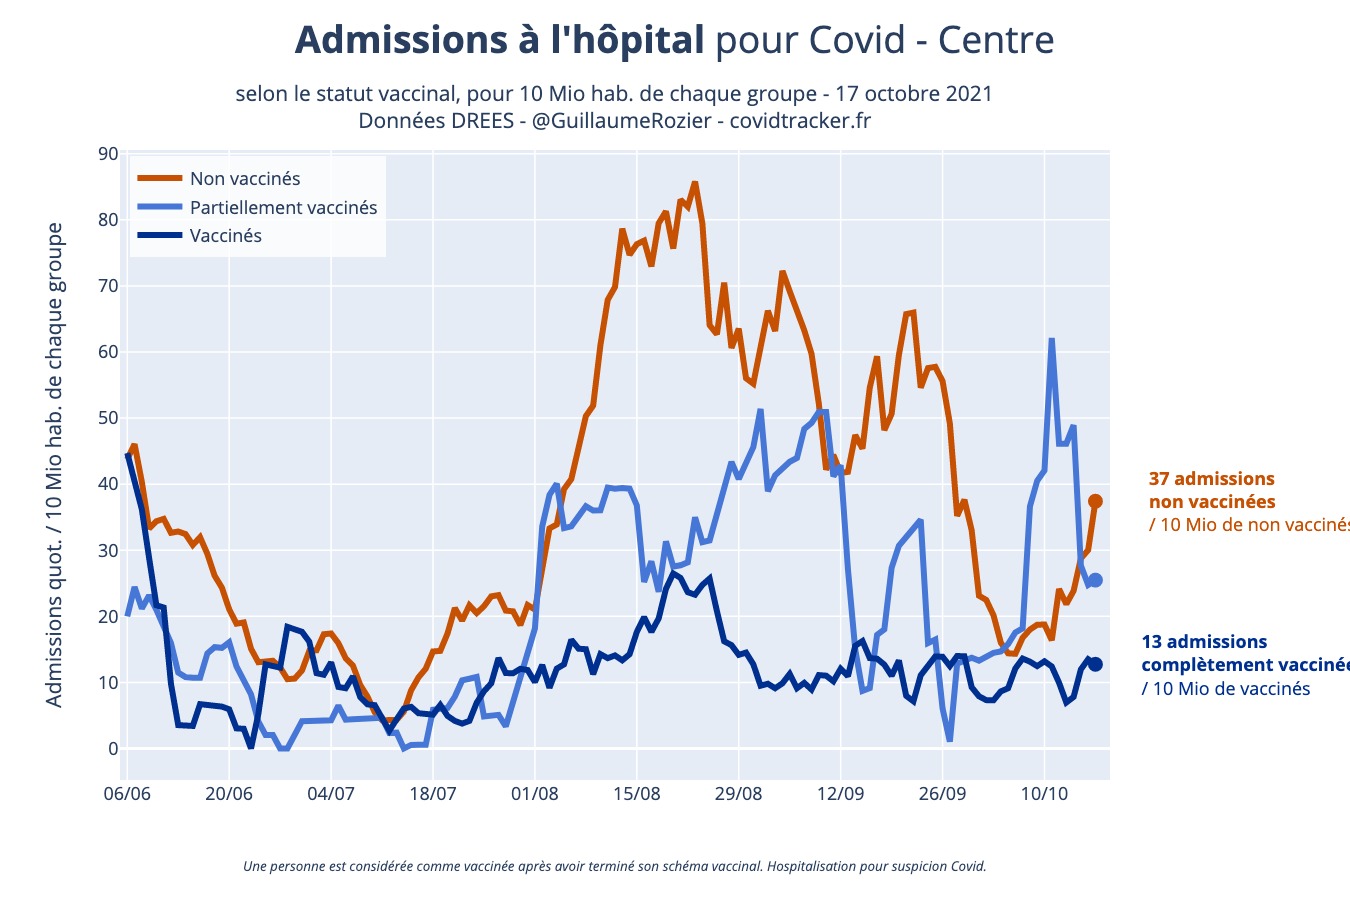 Admissions à l'hôpital pour Covid - Centre
selon le statut vaccinal, pour 10 Mio hab. de chaque groupe - 17 octobre 2021
Données DREES - @GuillaumeRozier - covidtracker.fr
Non vaccinés
Partiellement vaccinés
Vaccinés
Admissions quot. / 10 Mio hab. de chaque groupe
90
80
70
60
50
40
30
20
10
0
06/06
20/06
04/07
18/07
01/08
15/08
29/08
12/09
26/09
10/10
37 admissions
non vaccinées
/ 10 Mio de non vaccinés
13 admissions
complètement vaccinée
/ 10 Mio de vaccinés
Une personne est considérée comme vaccinée après avoir terminé son schéma vaccinal. Hospitalisation pour suspicion Covid.